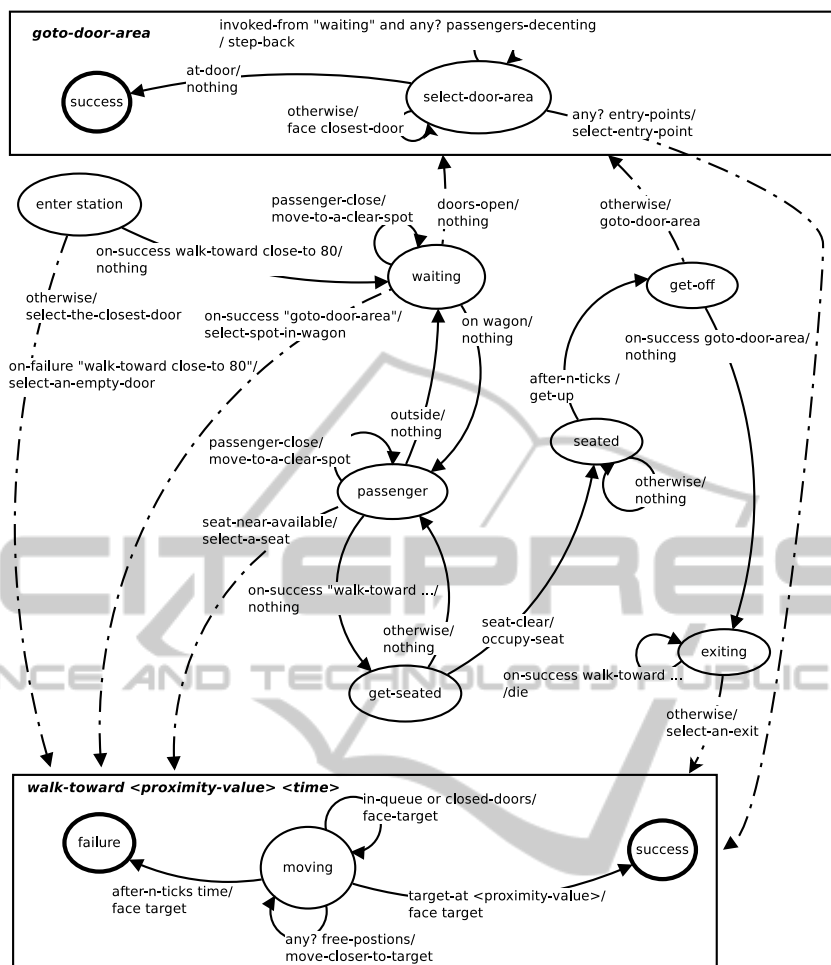 goto-door-area
invoked-from "waiting" and any? passengers-decenting
/ step-back
at-door/
nothing
success
select-door-area
otherwise/
face closest-door
any? entry-points/
select-entry-point
enter station
passenger-close/
move-to-a-clear-spot
doors-open/
nothing
otherwise/
goto-door-area
on-success walk-toward close-to 80/
nothing
waiting
get-off
otherwise/
select-the-closest-door
on-success "goto-door-area"/
select-spot-in-wagon
on wagon/
nothing
on-success goto-door-area/
nothing
on-failure "walk-toward close-to 80"/
select-an-empty-door
after-n-ticks /
get-up
outside/
nothing
passenger-close/
move-to-a-clear-spot
seated
passenger
otherwise/
nothing
seat-near-available/
select-a-seat
CITEPRES
on-success "walk-toward .../
nothing
otherwise/
nothing
seat-clear/
occupy-seat
exiting
NCE AND TECHNOLOGY PUBLIC
get-seated
on-success walk-toward ...
/die
otherwise/
select-an-exit
walk-toward <proximity-value> <time>
in-queue or closed-doors/
face-target
failure
moving
success
after-n-ticks time/
face target
target-at <proximity-value>/
face target
any? free-postions/
move-closer-to-target